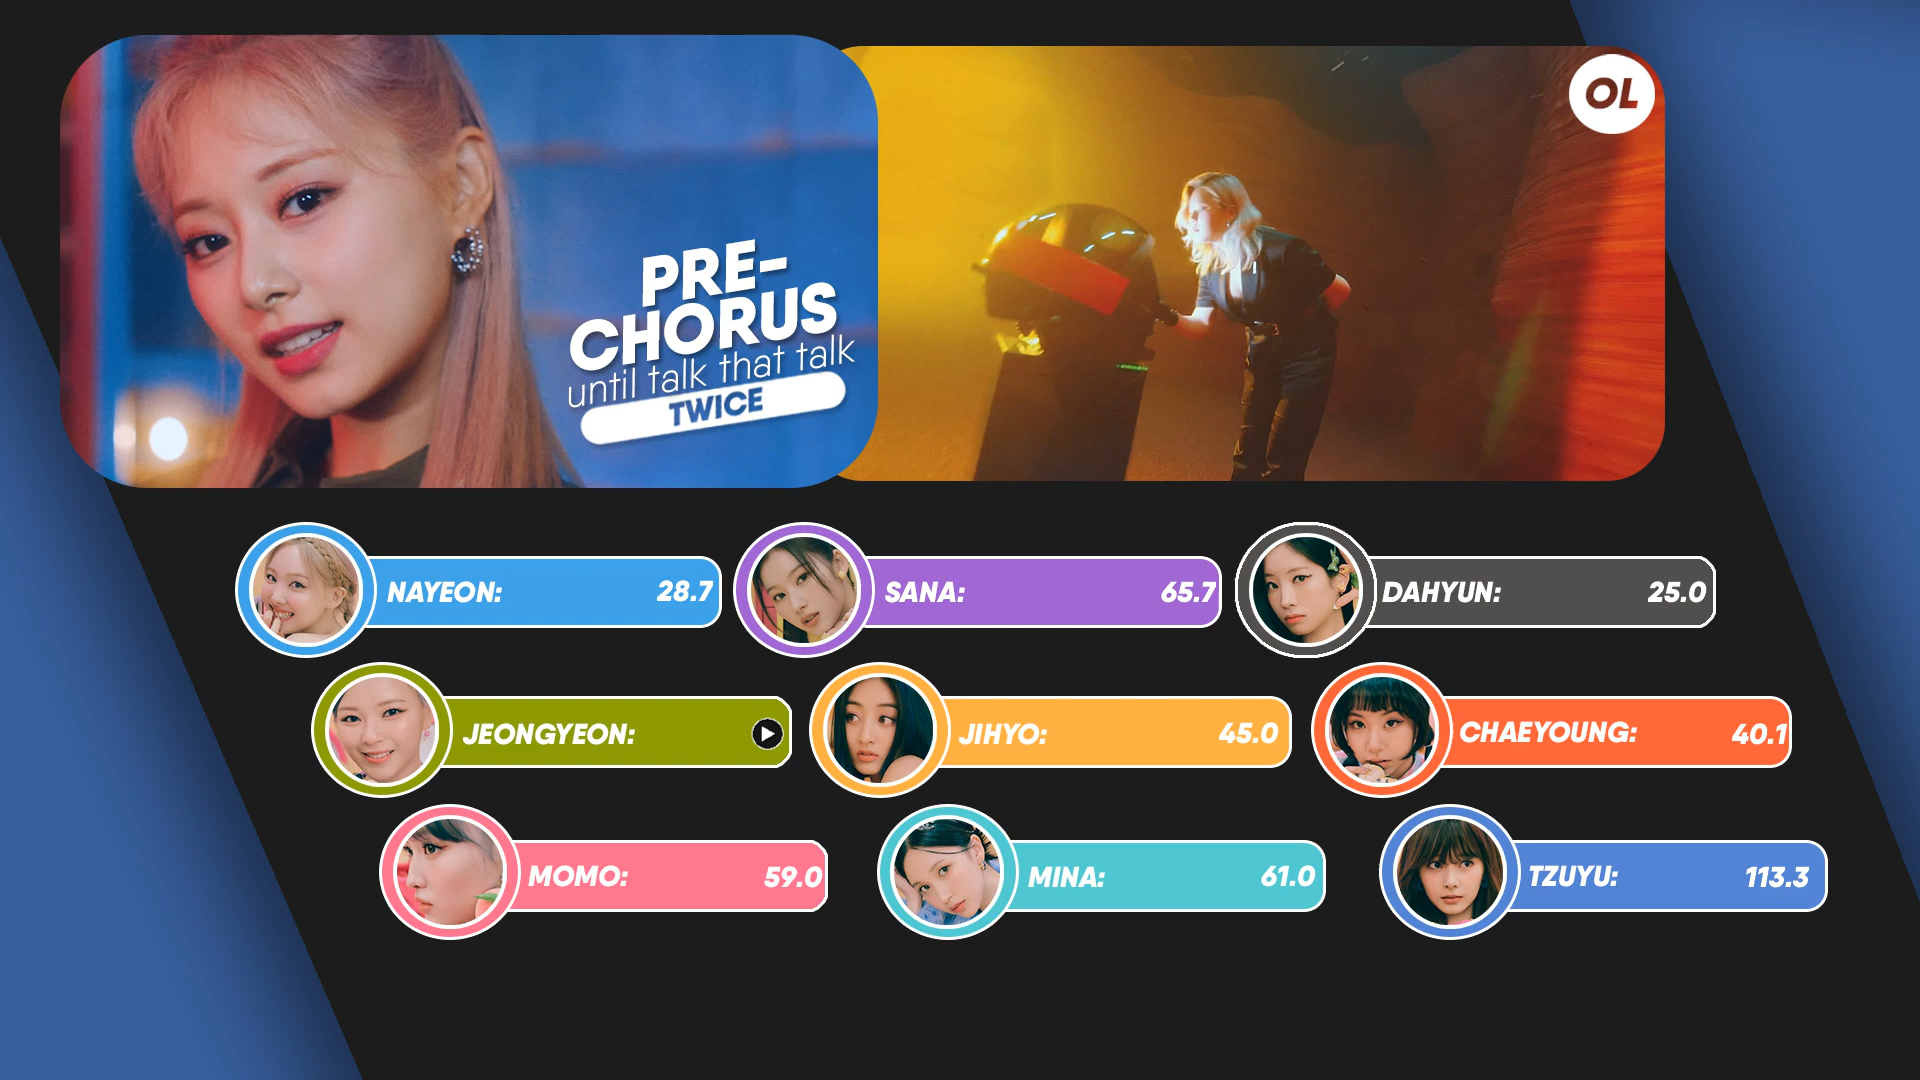 PRE-
CHORUS
until talk that talk
TWICE
OL
NAYEON: 28.7
SANA: 65.7
DAHYUN: 25.0
JEONGYEON:
JIHYO: 45.0
CHAEYOUNG: 40.1
MOMO: 59.0
MINA: 61.0
TZUYU: 113.3